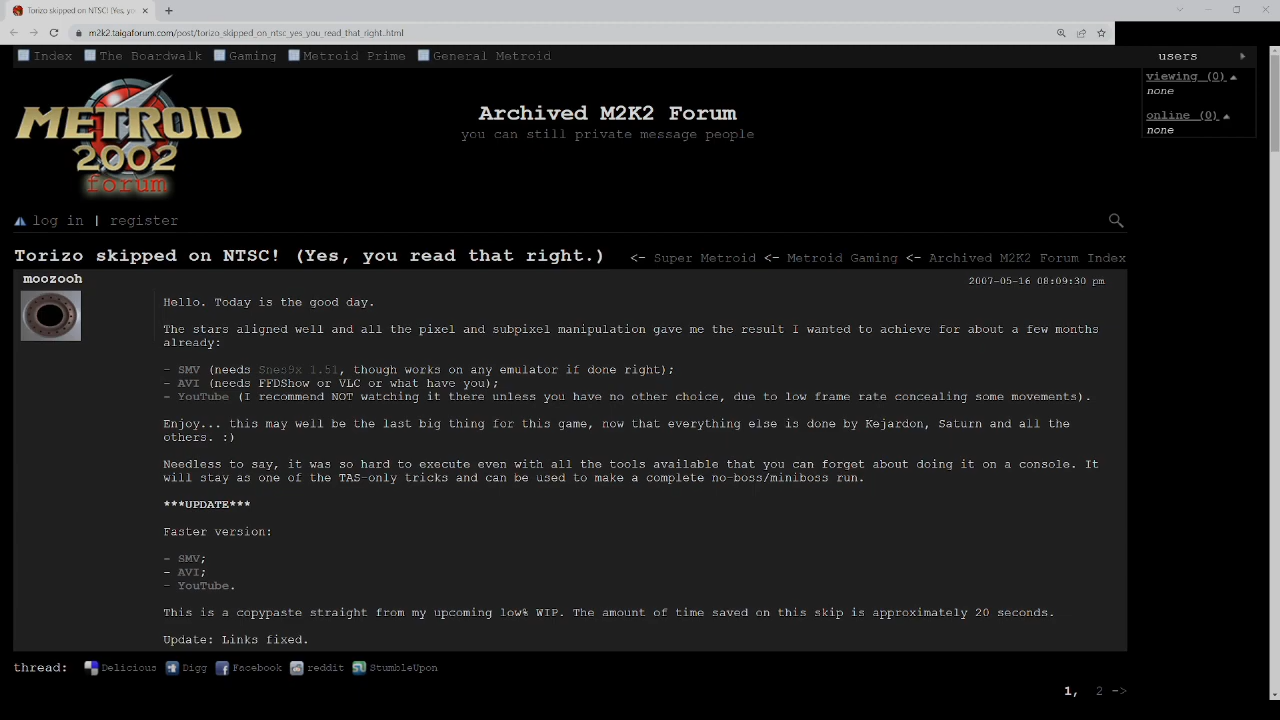 Torizo skipped on NTSC! (Yes, yo
m2k2.taigaforum.com/post/torizo_skipped_on_ntsc_yes_you_read_that_right.html
Index The Boardwalk Gaming Metroid Prime General Metroid
users
viewing (0)
none
online (0)
none
METROID
2002
forum
Archived M2K2 Forum
you can still private message people
log in | register
Torizo skipped on NTSC! (Yes, you read that right.)
<- Super Metroid <- Metroid Gaming <- Archived M2K2 Forum Index
moozooh
2007-05-16 08:09:30 pm
Hello. Today is the good day.
The stars aligned well and all the pixel and subpixel manipulation gave me the result I wanted to achieve for about a few months
already:
- SMV (needs Snes9x 1.51, though works on any emulator if done right);
- AVI (needs FFDShow or VLC or what have you);
- YouTube (I recommend NOT watching it there unless you have no other choice, due to low frame rate concealing some movements).
Enjoy... this may well be the last big thing for this game, now that everything else is done by Kejardon, Saturn and all the
others. :)
Needless to say, it was so hard to execute even with all the tools available that you can forget about doing it on a console. It
will stay as one of the TAS-only tricks and can be used to make a complete no-boss/miniboss run.
***UPDATE***
Faster version:
- SMV;
- AVI;
- YouTube.
This is a copypaste straight from my upcoming low% WIP. The amount of time saved on this skip is approximately 20 seconds.
Update: Links fixed.
thread: Delicious Digg Facebook reddit StumbleUpon
1, 2 ->